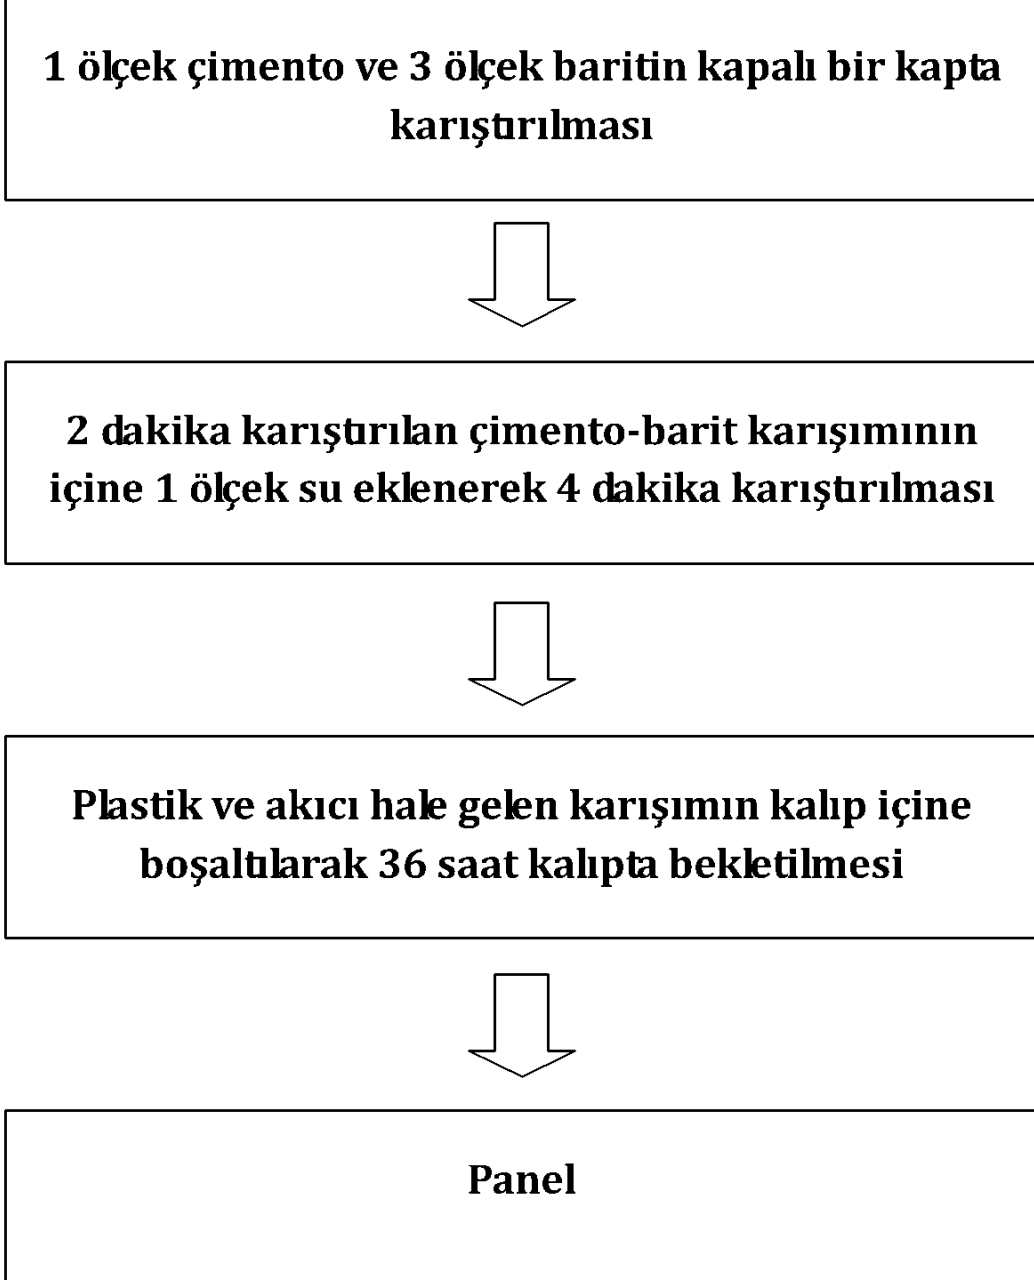 1 ölçek çimento ve 3 ölçek baritin kapalı bir kapta
karıştırılması
2 dakika karıştırılan çimento-barit karışımının
içine 1 ölçek su eklenerek 4 dakika karıştırılması
Plastik ve akıcı hale gelen karışımın kalıp içine
boşaltılarak 36 saat kalıpta bekletilmesi
Panel